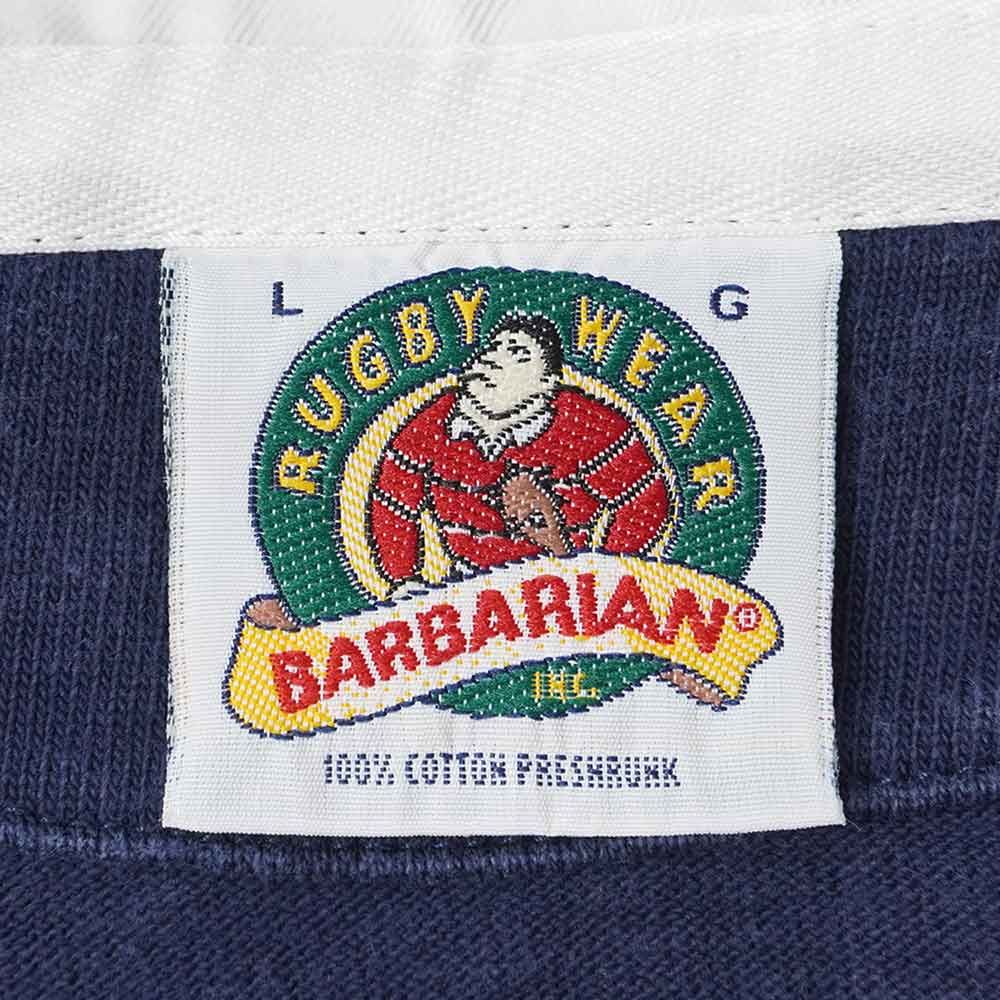 L G
RUGBY WEAR
BARBARIAN®
INC.
100% COTTON PRESHRUNK